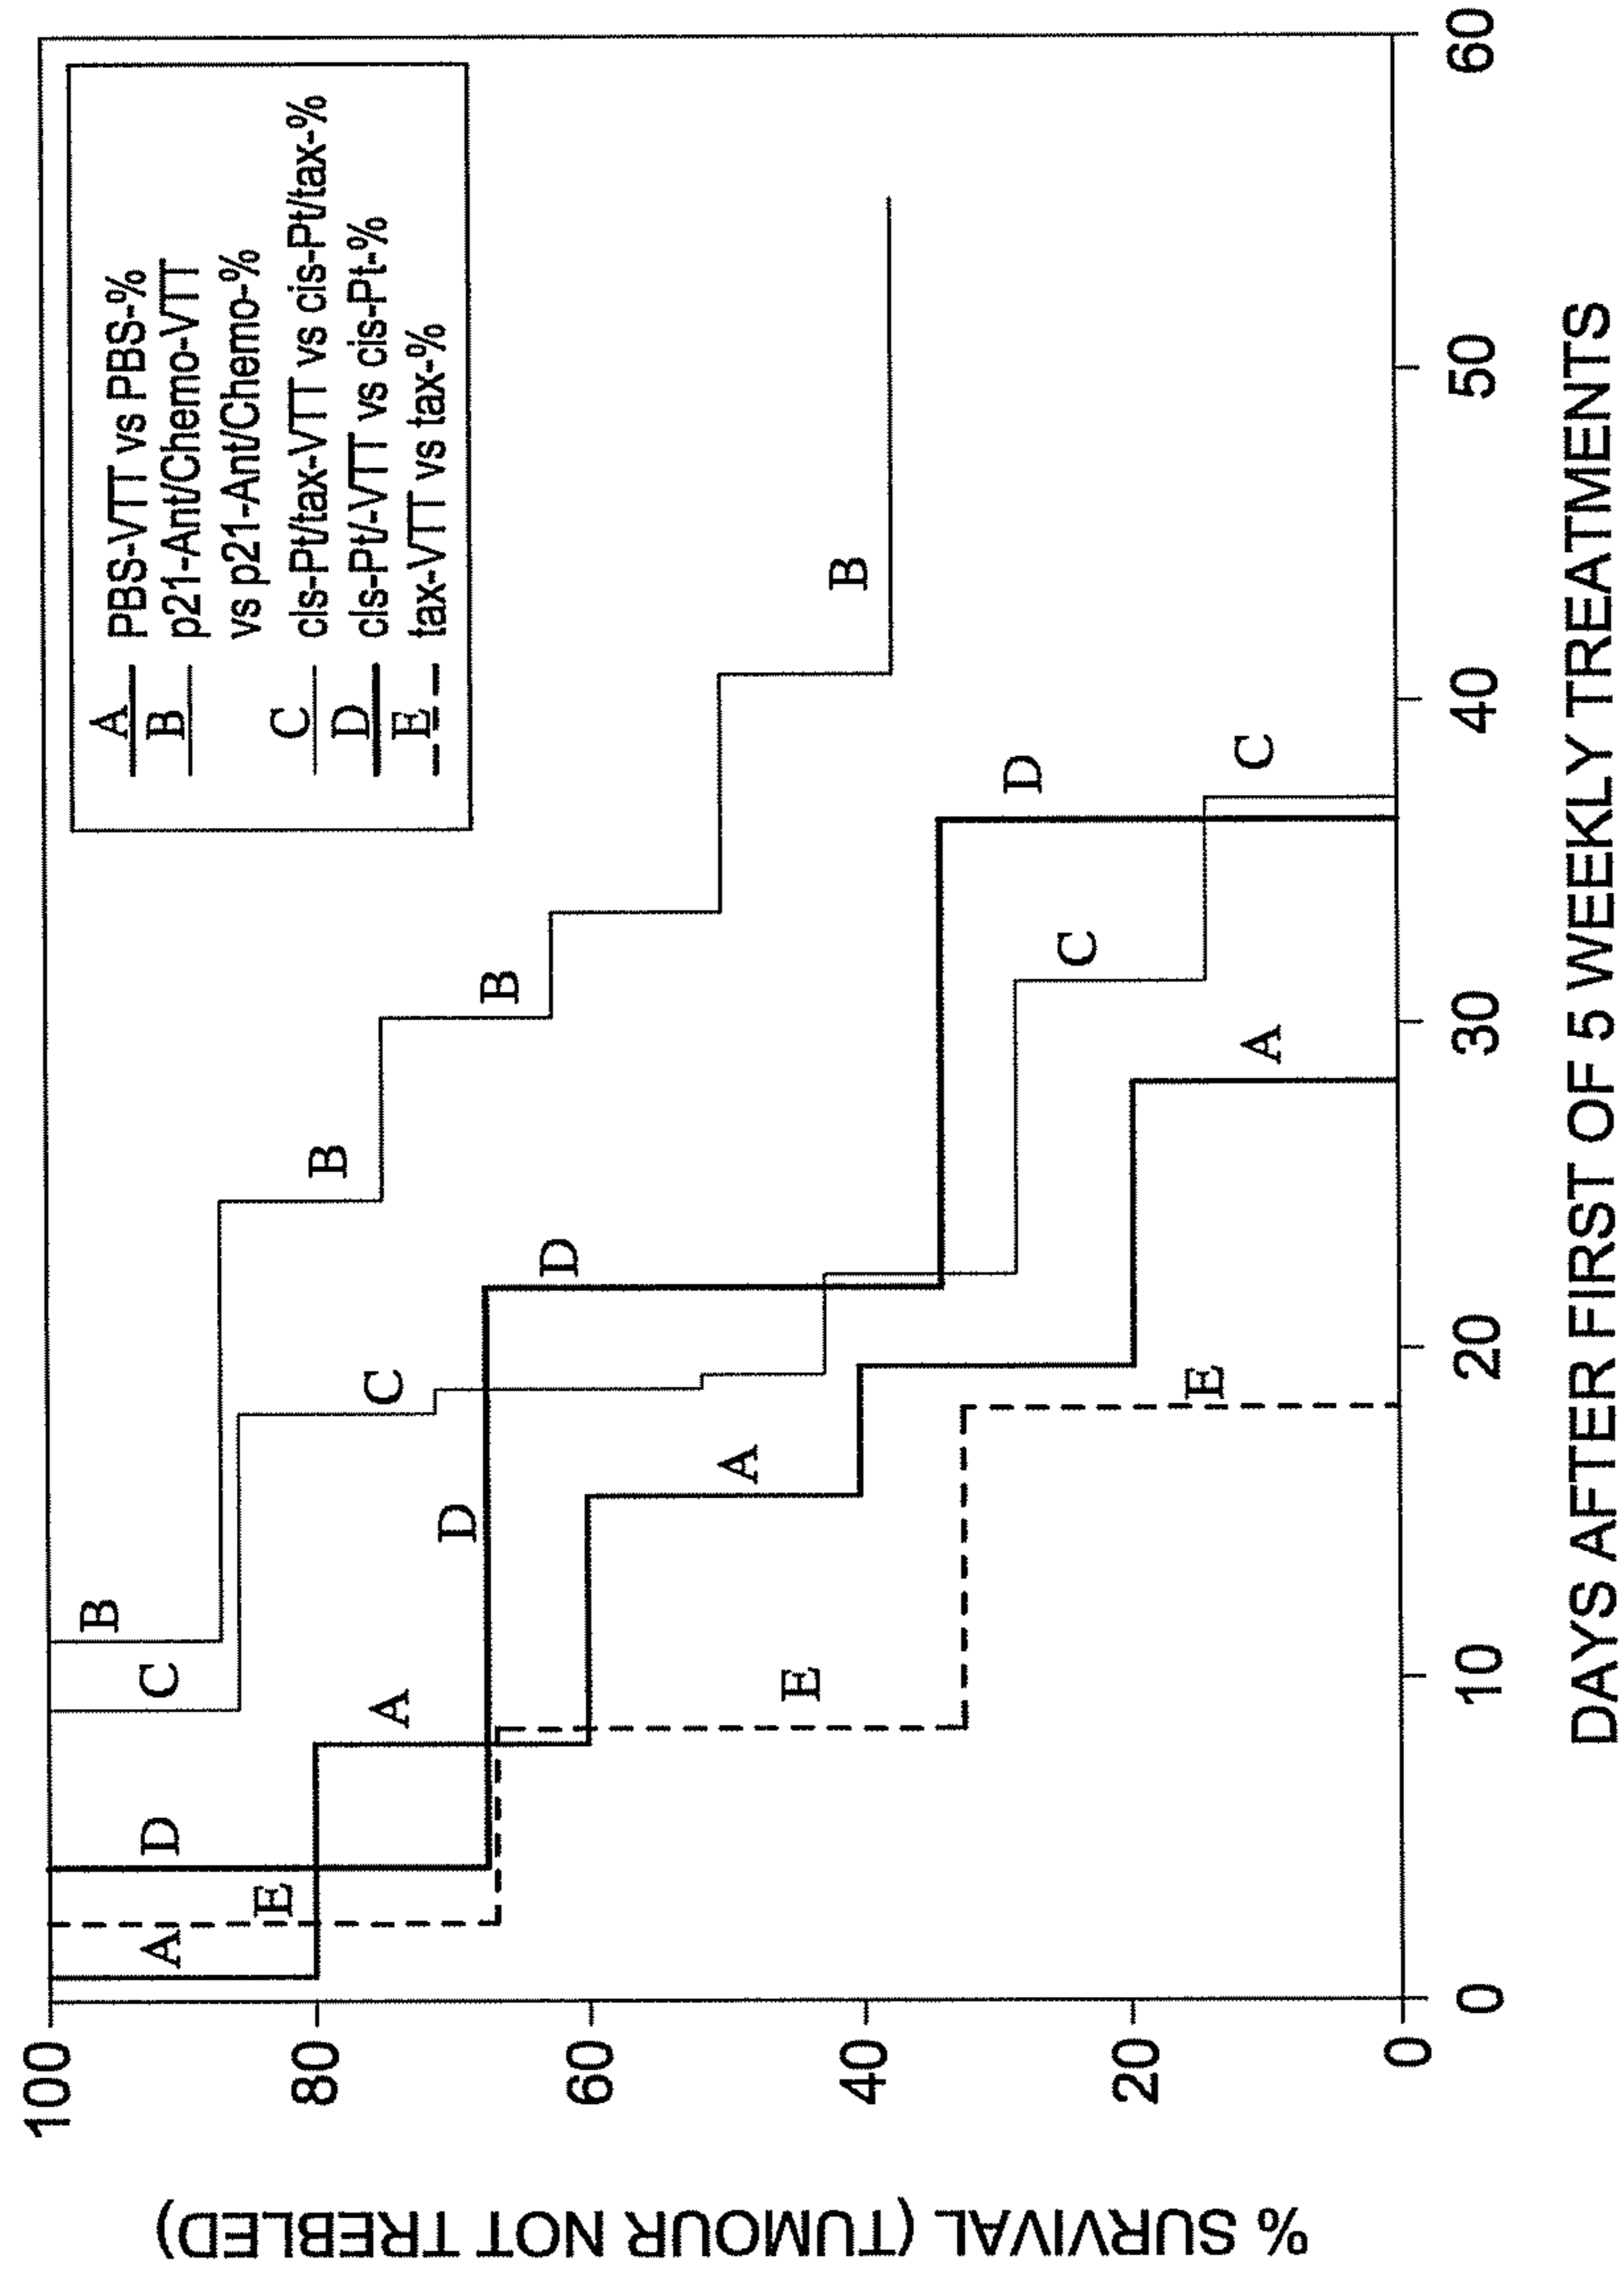 % SURVIVAL (TUMOUR NOT TREBLED)
100
80
60
40
20
0
0
10
20
30
40
50
60
DAYS AFTER FIRST OF 5 WEEKLY TREATMENTS
A PBS-VTT vs PBS-%
B p21-Ant/Chemo-VTT
vs p21-Ant/Chemo-%
C cis-Pt/tax-VTT vs cis-Pt/tax-%
D cis-Pt/-VTT vs cis-Pt-%
E tax-VTT vs tax-%
A
E
D
C
B
A
D
C
B
E
A
D
B
E
A
C
D
C
B